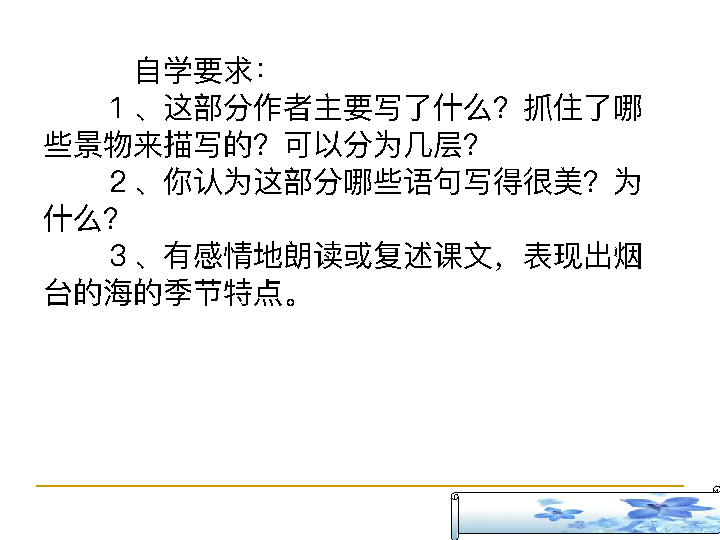 自学要求：
１、这部分作者主要写了什么？抓住了哪
些景物来描写的？可以分为几层？
２、你认为这部分哪些语句写得很美？为
什么？
３、有感情地朗读或复述课文，表现出烟
台的海的季节特点。